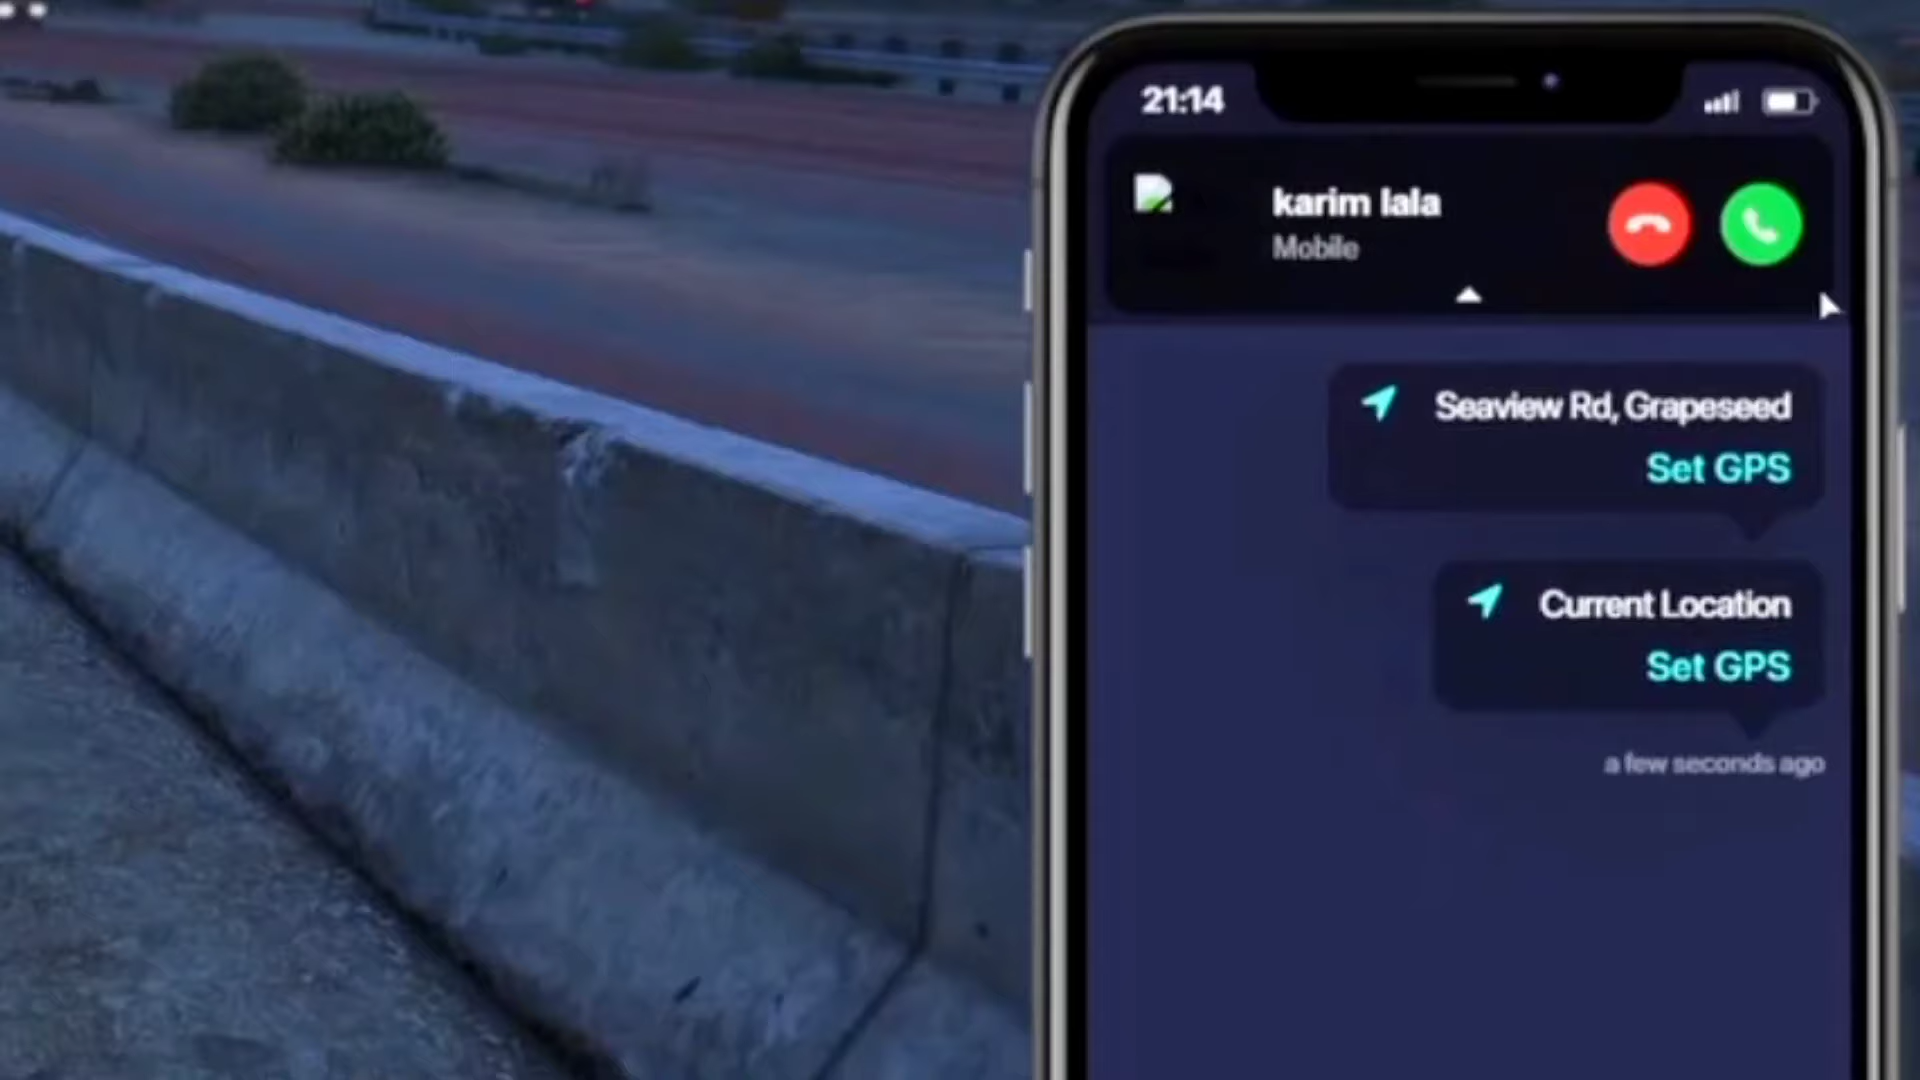 21:14
karim lala
Mobile
Seaview Rd, Grapeseed
Set GPS
Current Location
Set GPS
a few seconds ago